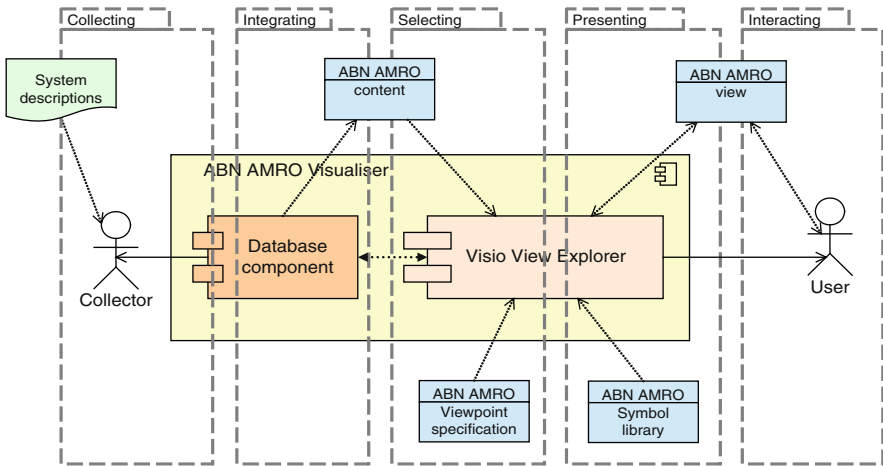 Collecting
Integrating
Selecting
Presenting
Interacting
System
descriptions
ABN AMRO
content
ABN AMRO
view
ABN AMRO Visualiser
Database
component
Visio View Explorer
Collector
User
ABN AMRO
Viewpoint
specification
ABN AMRO
Symbol
library